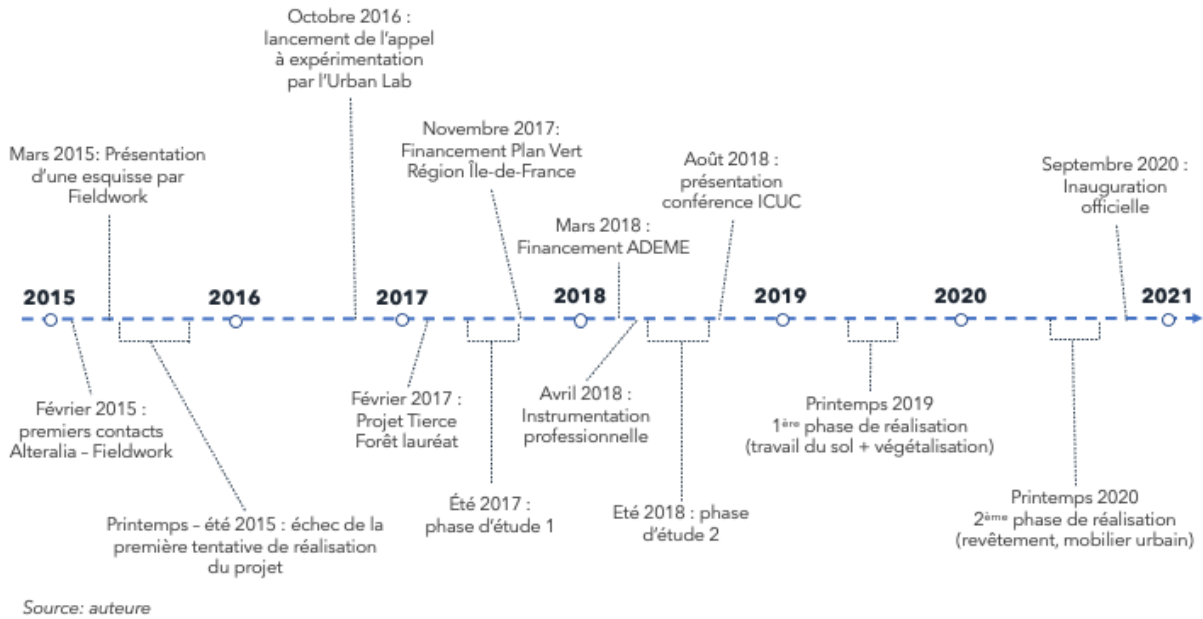 Octobre 2016 :
lancement de l'appel
à expérimentation
par l'Urban Lab
Novembre 2017:
Financement Plan Vert
Région Île-de-France
Mars 2015: Présentation
d'une esquisse par
Fieldwork
Août 2018 :
présentation
conférence ICUC
Septembre 2020 :
Inauguration
officielle
Mars 2018 :
Financement ADEME
2015
2016
2017
2018
2019
2020
2021
Février 2015 :
premiers contacts
Alteralia – Fieldwork
Février 2017 :
Projet Tierce
Forêt lauréat
Avril 2018 :
Instrumentation
professionnelle
Printemps 2019
1ère phase de réalisation
(travail du sol + végétalisation)
Printemps – été 2015 : échec de la
première tentative de réalisation
du projet
Été 2017 :
phase d'étude 1
Eté 2018 : phase
d'étude 2
Printemps 2020
2ème phase de réalisation
(revêtement, mobilier urbain)
Source: auteure